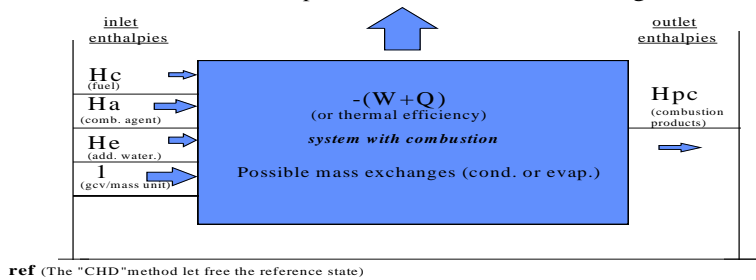 inlet
enthalpies
outlet
enthalpies
Hc
(fuel)
Ha
(comb. agent)
He
(add. water.)
1
(gcv/mass unit)
-(W+Q)
(or thermal efficiency)
system with combustion
Possible mass exchanges (cond. or evap.)
Hpc
(combustion
products)
ref (The "CHD"method let free the reference state)